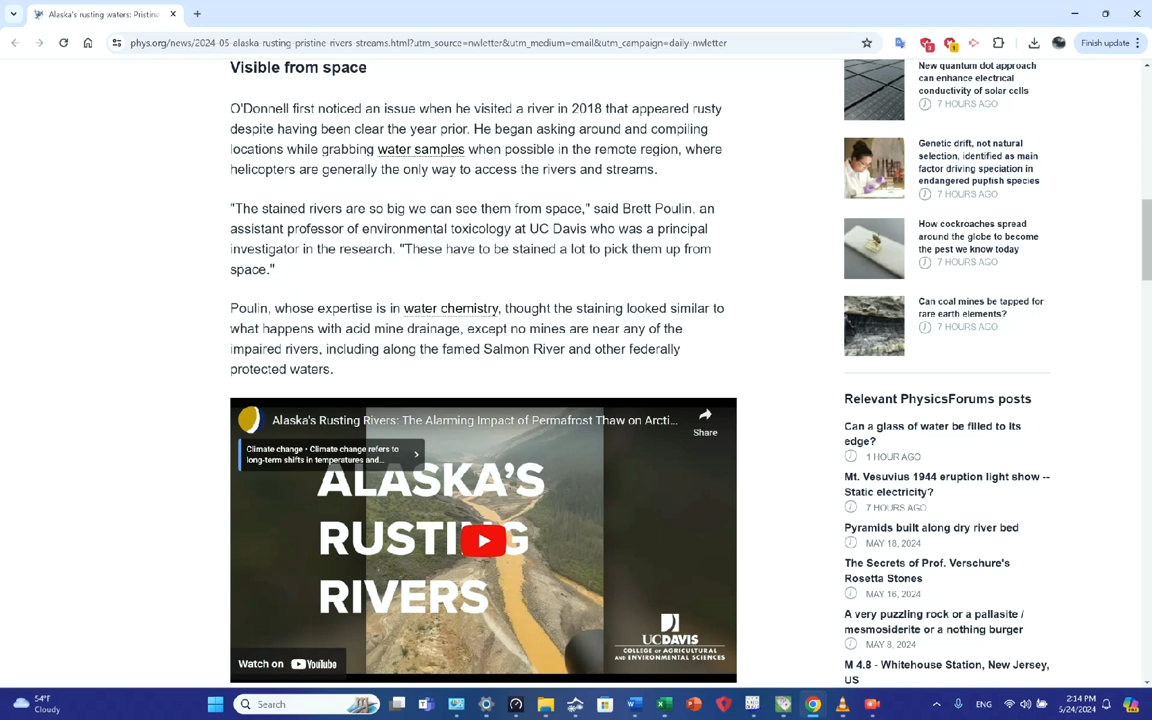 Alaska's rusting waters: Pristine
phys.org/news/2024-05-alaska-rusting-pristine-rivers-streams.html?utm_source=nwletter&utm_medium=email&utm_campaign=daily-nwletter
3
1
Finish update
Visible from space
O'Donnell first noticed an issue when he visited a river in 2018 that appeared rusty
despite having been clear the year prior. He began asking around and compiling
locations while grabbing water samples when possible in the remote region, where
helicopters are generally the only way to access the rivers and streams.
"The stained rivers are so big we can see them from space," said Brett Poulin, an
assistant professor of environmental toxicology at UC Davis who was a principal
investigator in the research. "These have to be stained a lot to pick them up from
space."
Poulin, whose expertise is in water chemistry, thought the staining looked similar to
what happens with acid mine drainage, except no mines are near any of the
impaired rivers, including along the famed Salmon River and other federally
protected waters.
Alaska's Rusting Rivers: The Alarming Impact of Permafrost Thaw on Arcti...
Share
Climate change • Climate change refers to
long-term shifts in temperatures and...
ALASKA'S
RUSTING
RIVERS
UCDAVIS
COLLEGE OF AGRICULTURAL
AND ENVIRONMENTAL SCIENCES
Watch on YouTube
New quantum dot approach
can enhance electrical
conductivity of solar cells
7 HOURS AGO
Genetic drift, not natural
selection, identified as main
factor driving speciation in
endangered pupfish species
7 HOURS AGO
How cockroaches spread
around the globe to become
the pest we know today
7 HOURS AGO
Can coal mines be tapped for
rare earth elements?
7 HOURS AGO
Relevant PhysicsForums posts
Can a glass of water be filled to its
edge?
1 HOUR AGO
Mt. Vesuvius 1944 eruption light show --
Static electricity?
7 HOURS AGO
Pyramids built along dry river bed
MAY 18, 2024
The Secrets of Prof. Verschure's
Rosetta Stones
MAY 16, 2024
A very puzzling rock or a pallasite /
mesmosiderite or a nothing burger
MAY 8, 2024
M 4.8 - Whitehouse Station, New Jersey,
US
54°F
Cloudy
Search
ENG
2:14 PM
5/24/2024